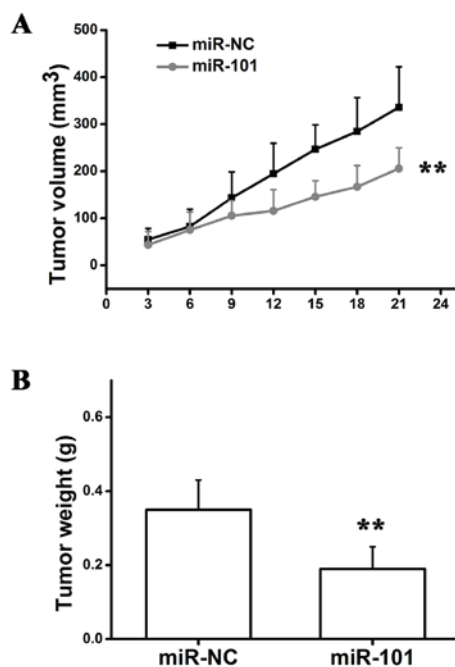 A
miR-NC
miR-101
Tumor volume (mm³)
500
400
300
200
100
0
**
0 3 6 9 12 15 18 21 24
B
Tumor weight (g)
0.6
0.4
0.2
0.0
**
miR-NC miR-101